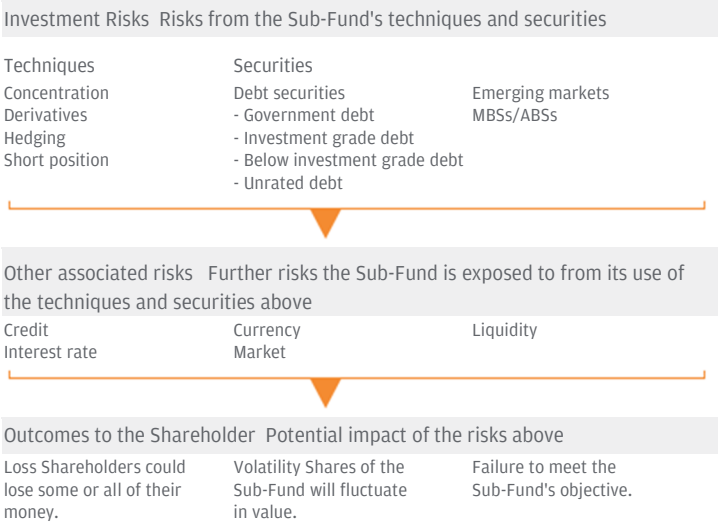 Investment Risks Risks from the Sub-Fund's techniques and securities
Techniques
Concentration
Derivatives
Hedging
Short position
Securities
Debt securities
- Government debt
- Investment grade debt
- Below investment grade debt
- Unrated debt
Emerging markets
MBSs/ABSs
Other associated risks Further risks the Sub-Fund is exposed to from its use of
the techniques and securities above
Credit
Interest rate
Currency
Market
Liquidity
Outcomes to the Shareholder Potential impact of the risks above
Loss Shareholders could
lose some or all of their
money.
Volatility Shares of the
Sub-Fund will fluctuate
in value.
Failure to meet the
Sub-Fund's objective.